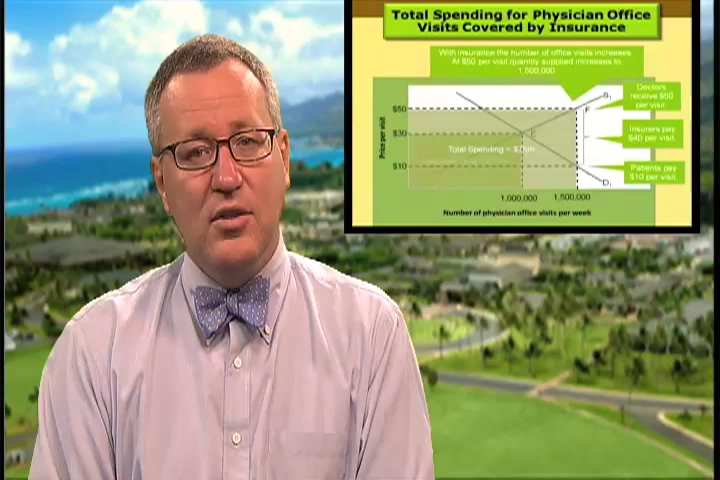 Total Spending for Physician Office
Visits Covered by Insurance
With insurance the number of office visits increases.
At $50 per visit quantity supplied increases to
1,500,000
Doctors
receive $50
per visit.
Insurers pay
$40 per visit.
Patients pay
$10 per visit.
Price per visit
$50
$30
$10
S₁
F
E
Total Spending = $75m
D₁
1,000,000
1,500,000
Number of physician office visits per week